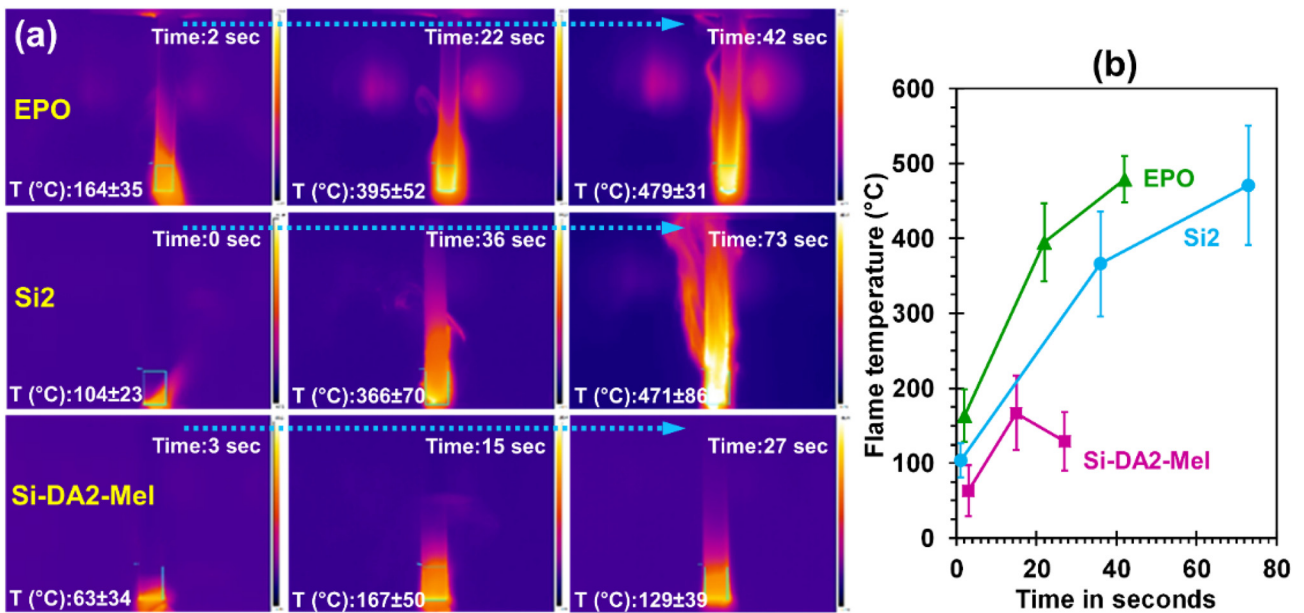 (a)
Time:2 sec
Time:22 sec
Time:42 sec
EPO
T (°C):164±35
T (°C):395±52
T (°C):479±31
Time:0 sec
Time:36 sec
Time:73 sec
Si2
T (°C):104±23
T (°C):366±70
T (°C):471±86
Time:3 sec
Time:15 sec
Time:27 sec
Si-DA2-Mel
T (°C):63±34
T (°C):167±50
T (°C):129±39
(b)
Flame temperature (°C)
600
500
400
300
200
100
0
EPO
Si2
Si-DA2-Mel
0 20 40 60 80
Time in seconds